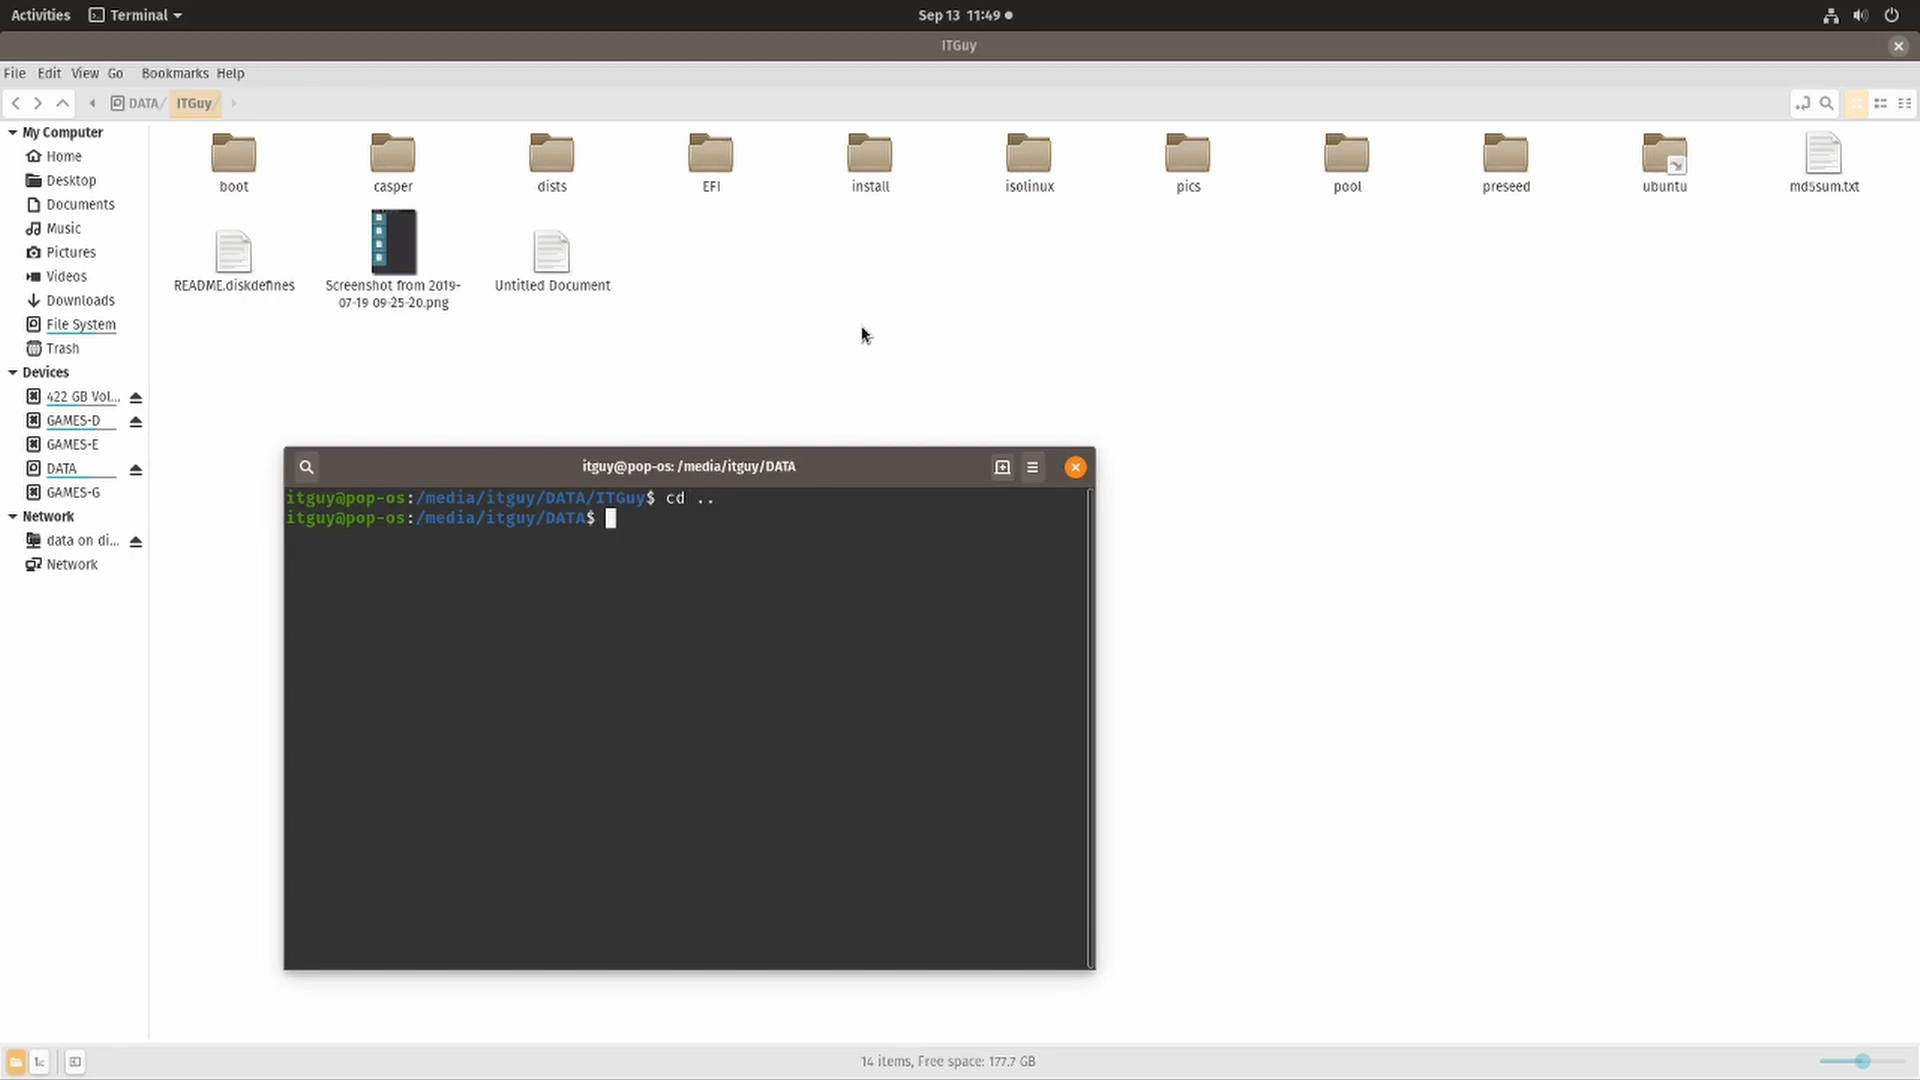 Activities
Terminal
Sep 13 11:49
ITGuy
File Edit View Go Bookmarks Help
DATA/ ITGuy/
My Computer
Home
Desktop
Documents
Music
Pictures
Videos
Downloads
File System
Trash
Devices
422 GB Vol...
GAMES-D
GAMES-E
DATA
GAMES-G
Network
data on di...
Network
boot
casper
dists
EFI
install
isolinux
pics
pool
preseed
ubuntu
md5sum.txt
README.diskdefines
Screenshot from 2019-
07-19 09-25-20.png
Untitled Document
itguy@pop-os: /media/itguy/DATA
itguy@pop-os:/media/itguy/DATA/ITGuy$ cd ..
itguy@pop-os:/media/itguy/DATA$
14 items, Free space: 177.7 GB